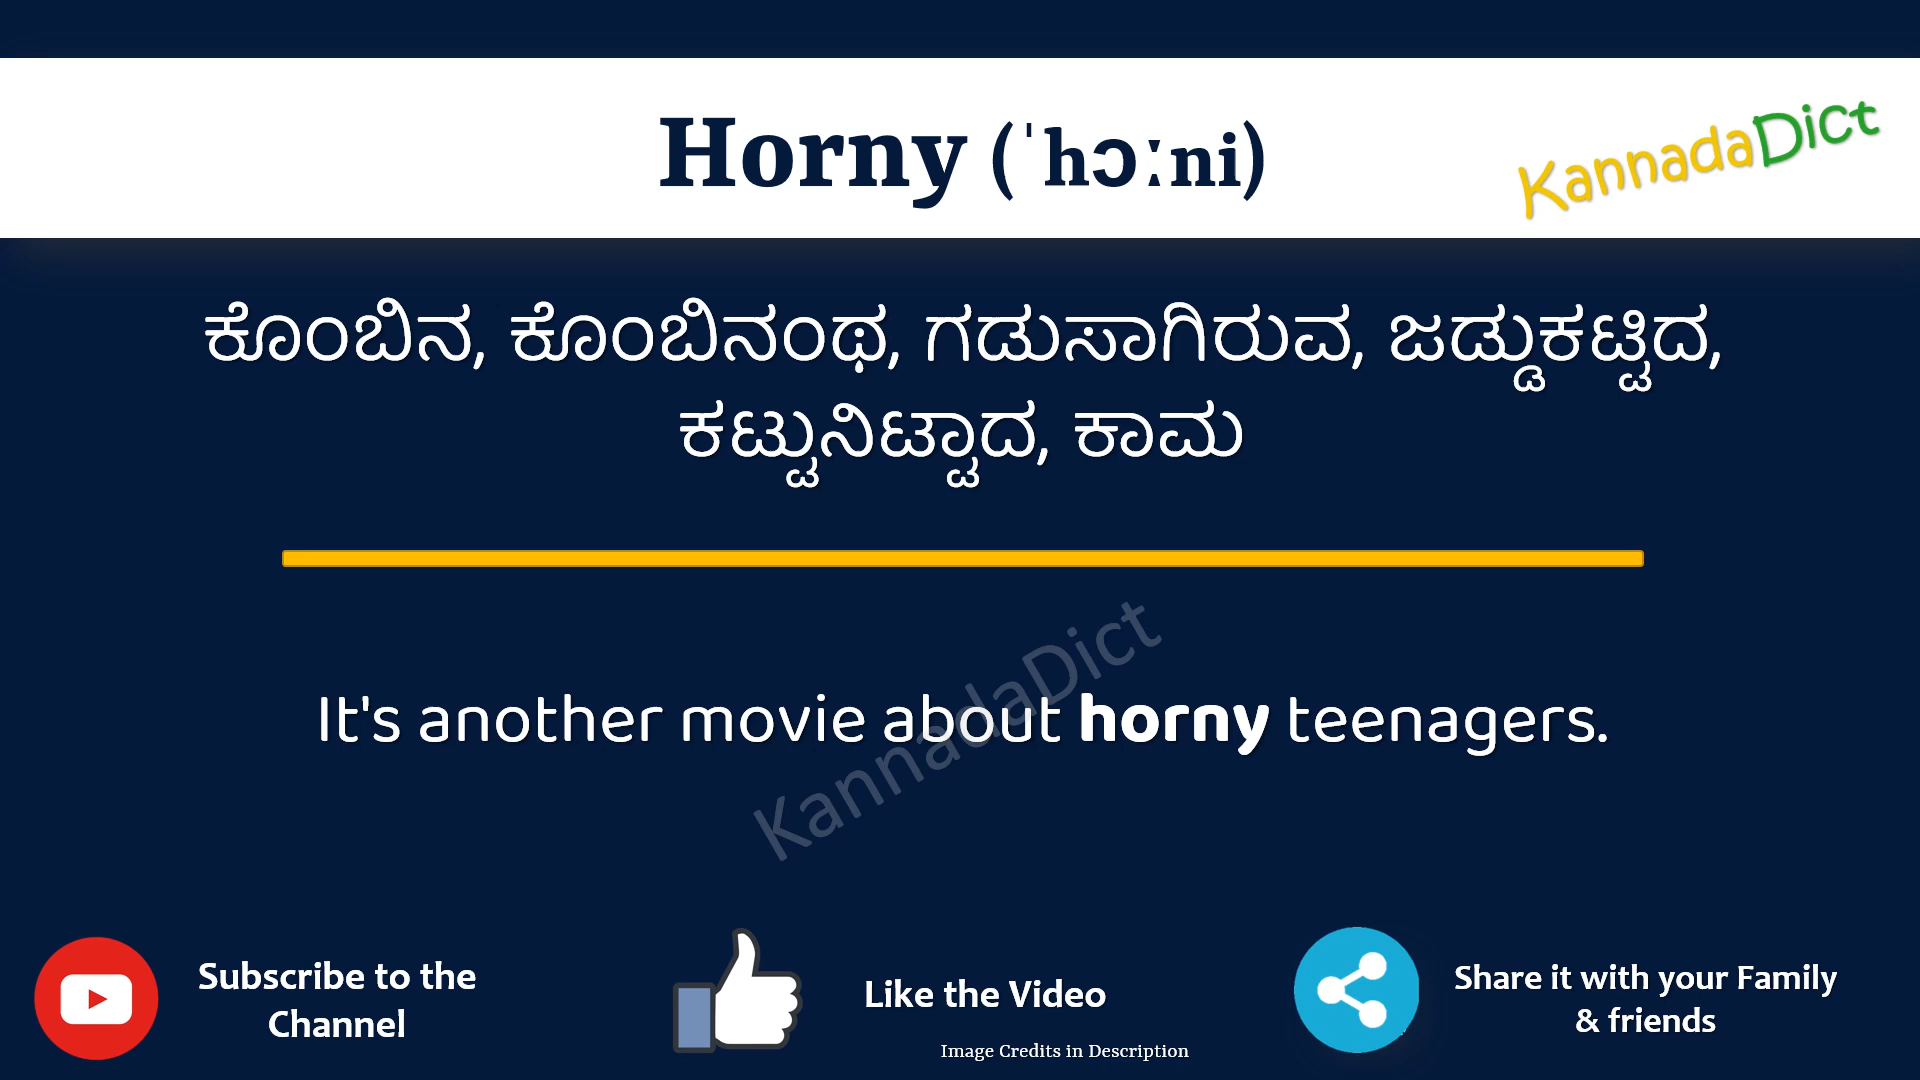 Horny (ˈhɔːni)
KannadaDict
ಕೊಂಬಿನ, ಕೊಂಬಿನಂಥ, ಗಡುಸಾಗಿರುವ, ಜಡ್ಡುಕಟ್ಟಿದ,
ಕಟ್ಟುನಿಟ್ಟಾದ, ಕಾಮ
KannadaDict
It's another movie about horny teenagers.
Subscribe to the
Channel
Like the Video
Image Credits in Description
Share it with your Family
& friends